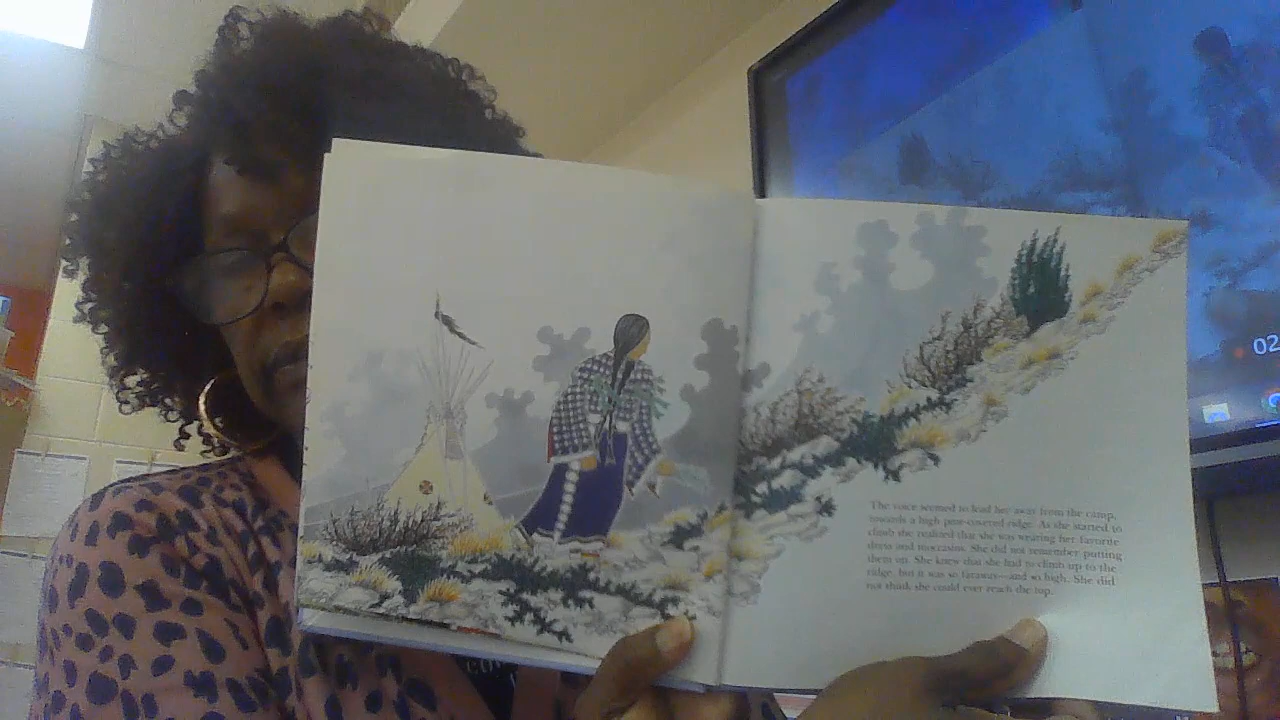 The voice seemed to lead her away from the camp,
towards a high pine-covered ridge. As she started to
climb she realized that she was wearing her favorite
dress and moccasins. She did not remember putting
them on. She knew that she had to climb up to the
ridge, but it was so faraway—and so high. She did
not think she could ever reach the top.
02